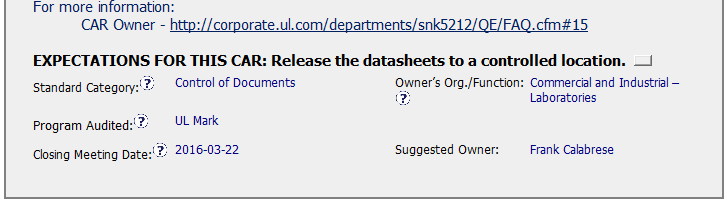 For more information:
CAR Owner - http://corporate.ul.com/departments/snk5212/QE/FAQ.cfm#15
EXPECTATIONS FOR THIS CAR: Release the datasheets to a controlled location.
Standard Category: ? Control of Documents Owner's Org./Function: Commercial and Industrial –
? Laboratories
Program Audited: ? UL Mark
Closing Meeting Date: ? 2016-03-22 Suggested Owner: Frank Calabrese